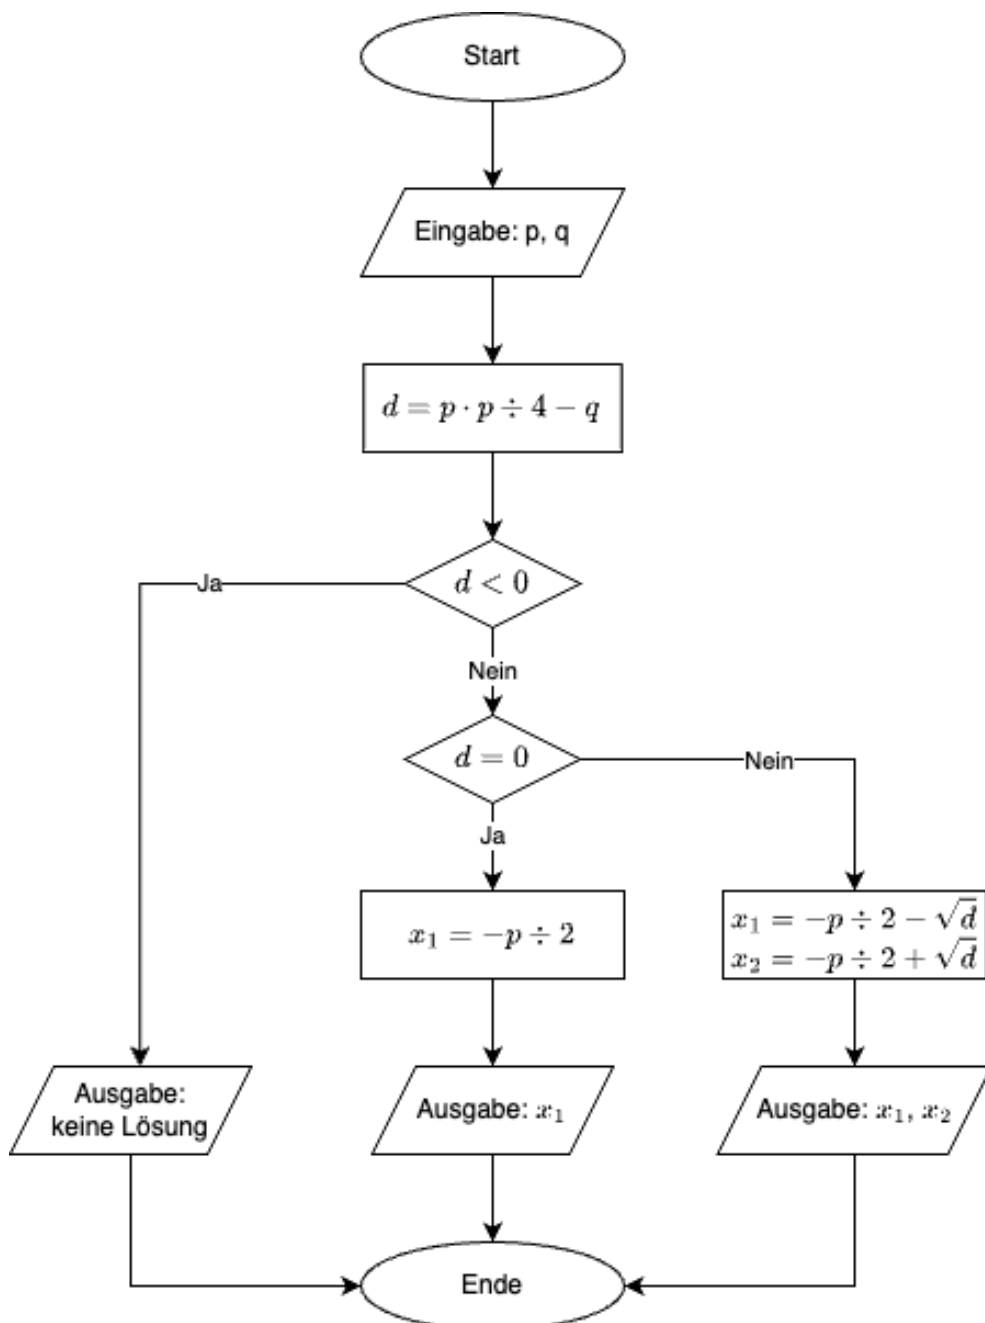 Start
Eingabe: p, q
d = p · p ÷ 4 − q
d < 0
Ja
Nein
d = 0
Nein
Ja
x₁ = −p ÷ 2
x₁ = −p ÷ 2 − √d
x₂ = −p ÷ 2 + √d
Ausgabe:
keine Lösung
Ausgabe: x₁
Ausgabe: x₁, x₂
Ende